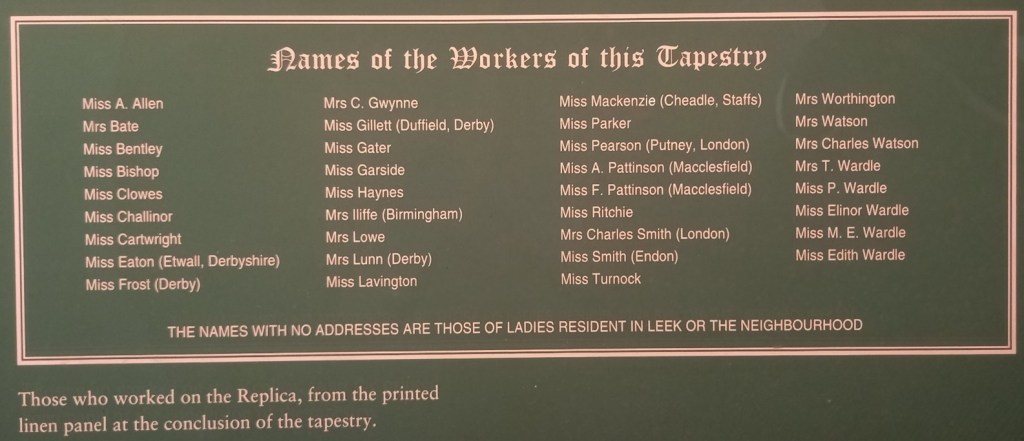 Names of the Workers of this Tapestry
Miss A. Allen
Mrs Bate
Miss Bentley
Miss Bishop
Miss Clowes
Miss Challinor
Miss Cartwright
Miss Eaton (Etwall, Derbyshire)
Miss Frost (Derby)
Mrs C. Gwynne
Miss Gillett (Duffield, Derby)
Miss Gater
Miss Garside
Miss Haynes
Mrs Iliffe (Birmingham)
Mrs Lowe
Mrs Lunn (Derby)
Miss Lavington
Miss Mackenzie (Cheadle, Staffs)
Miss Parker
Miss Pearson (Putney, London)
Miss A. Pattinson (Macclesfield)
Miss F. Pattinson (Macclesfield)
Miss Ritchie
Mrs Charles Smith (London)
Miss Smith (Endon)
Miss Turnock
Mrs Worthington
Mrs Watson
Mrs Charles Watson
Mrs T. Wardle
Miss P. Wardle
Miss Elinor Wardle
Miss M. E. Wardle
Miss Edith Wardle
THE NAMES WITH NO ADDRESSES ARE THOSE OF LADIES RESIDENT IN LEEK OR THE NEIGHBOURHOOD
Those who worked on the Replica, from the printed
linen panel at the conclusion of the tapestry.